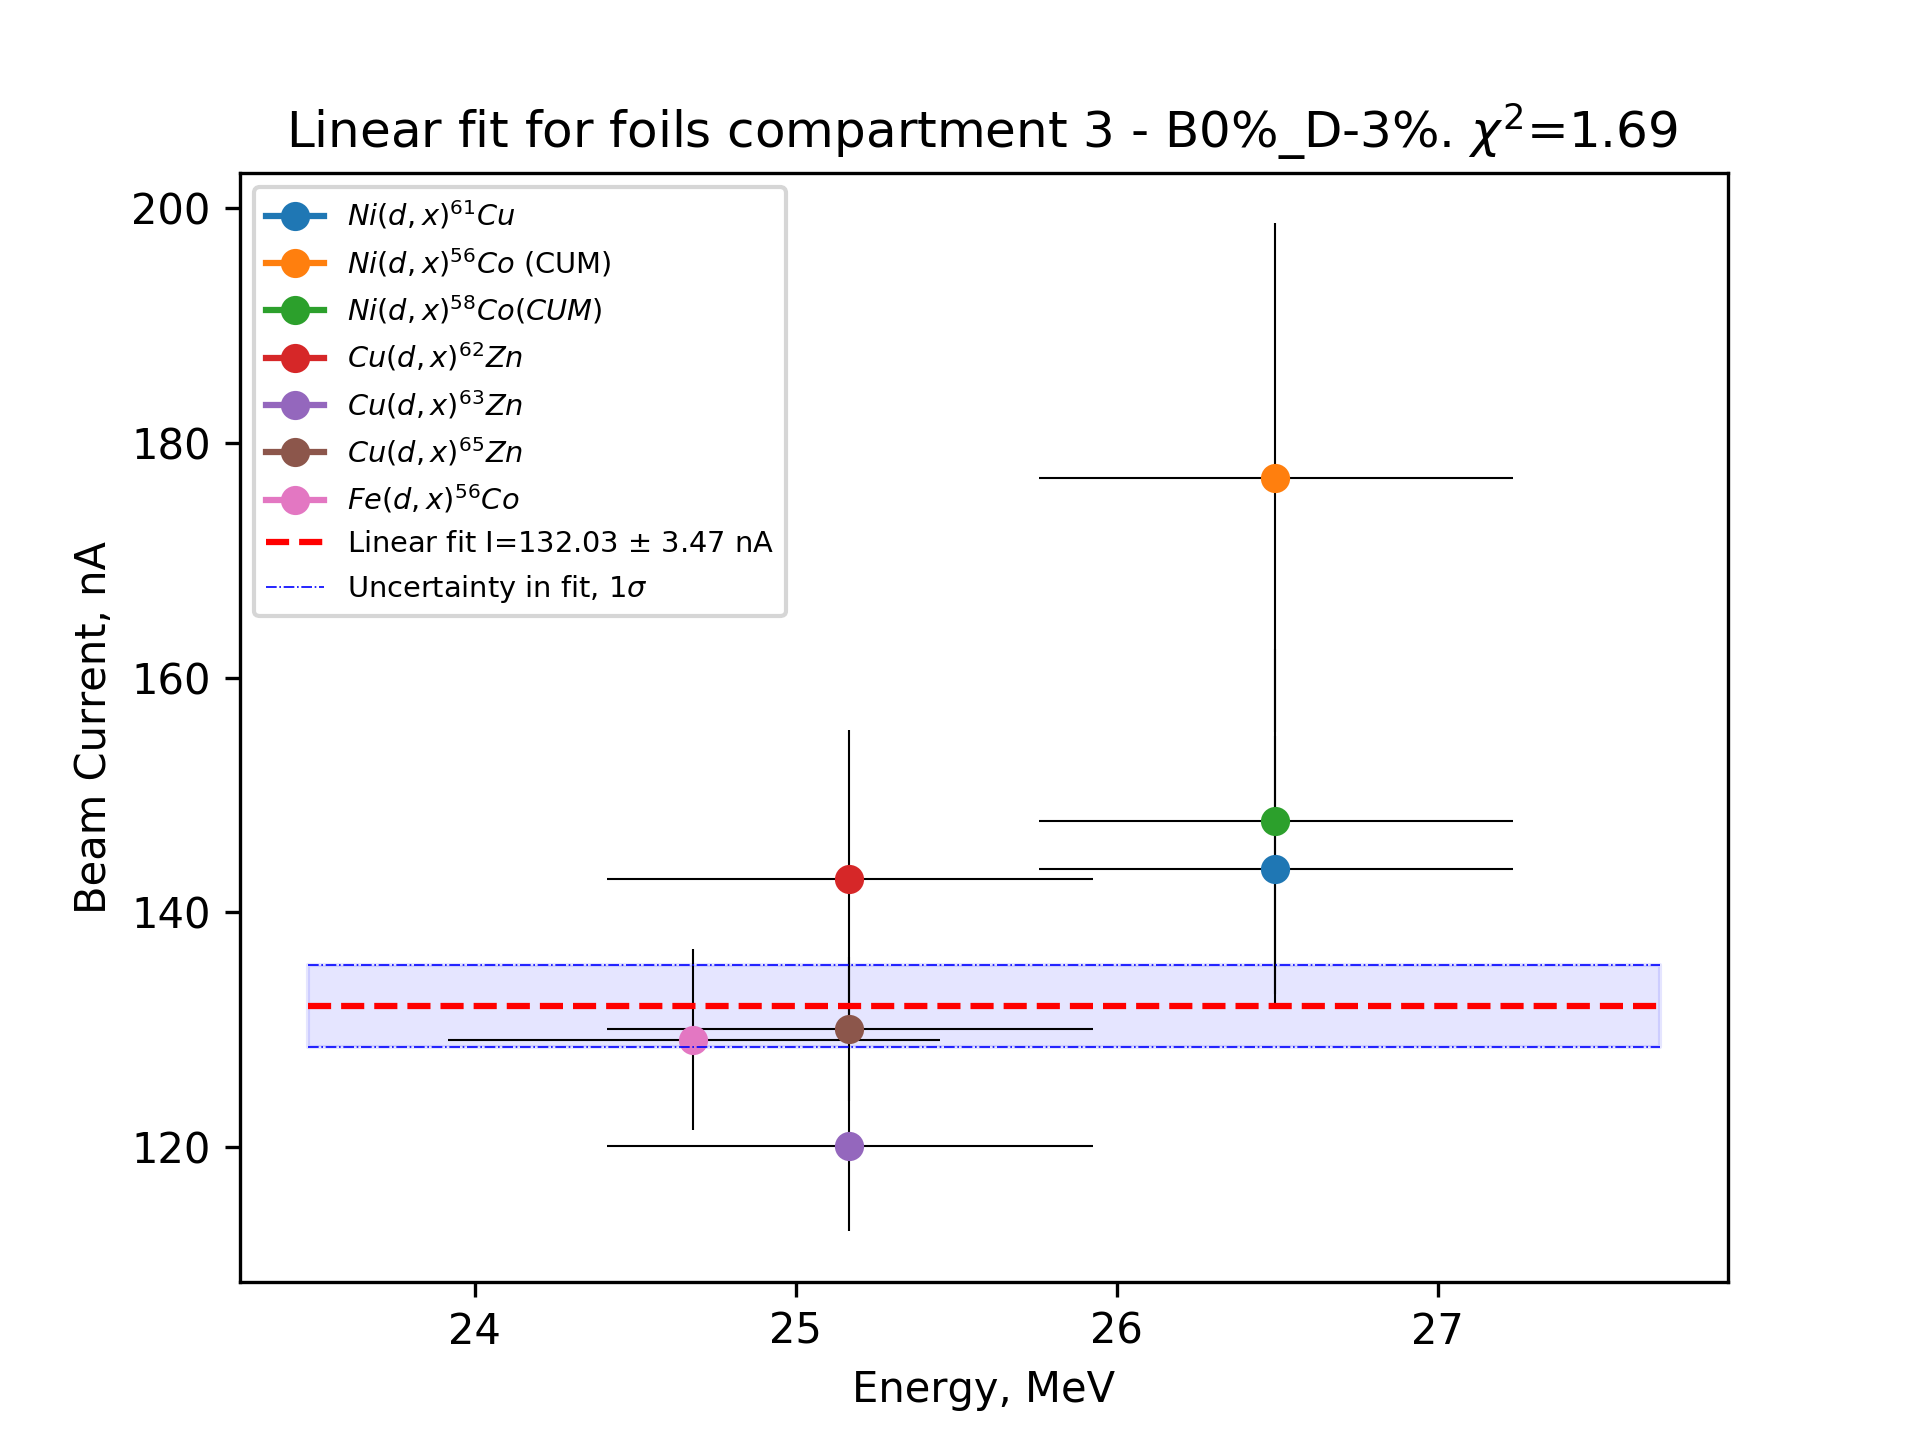 Linear fit for foils compartment 3 - B0%_D-3%. χ²=1.69
Ni(d, x)⁶¹Cu
Ni(d, x)⁵⁶Co (CUM)
Ni(d, x)⁵⁸Co(CUM)
Cu(d, x)⁶²Zn
Cu(d, x)⁶³Zn
Cu(d, x)⁶⁵Zn
Fe(d, x)⁵⁶Co
Linear fit I=132.03 ± 3.47 nA
Uncertainty in fit, 1σ
200
180
160
140
120
Beam Current, nA
24 25 26 27
Energy, MeV